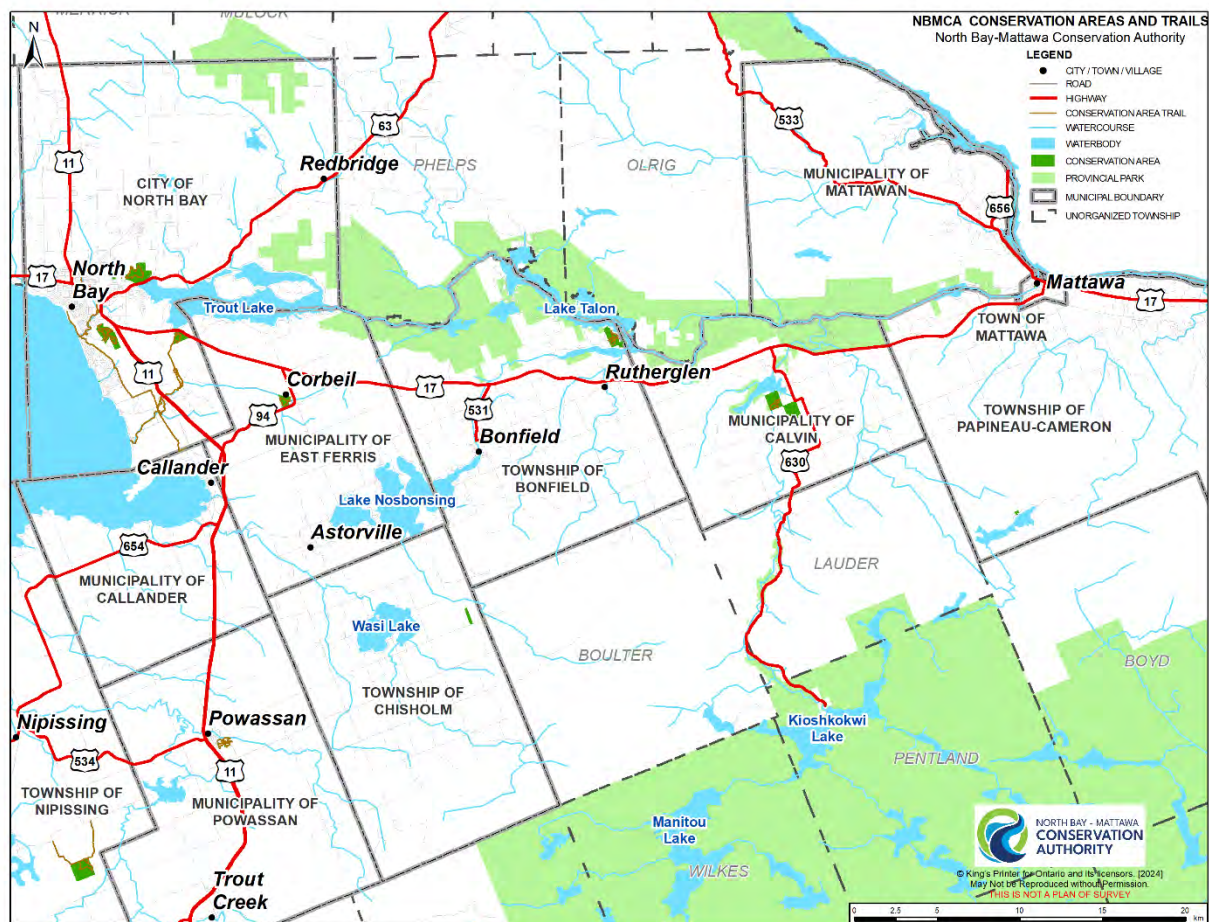 MERRICK
MULOCK
N
NBMCA CONSERVATION AREAS AND TRAILS
North Bay-Mattawa Conservation Authority
LEGEND
CITY / TOWN / VILLAGE
ROAD
HIGHWAY
CONSERVATION AREA TRAIL
WATERCOURSE
WATERBODY
CONSERVATION AREA
PROVINCIAL PARK
MUNICIPAL BOUNDARY
UNORGANIZED TOWNSHIP
63
533
11
Redbridge
PHELPS
OLRIG
CITY OF
NORTH BAY
MUNICIPALITY OF
MATTAWAN
656
17
North
Bay
Trout Lake
Lake Talon
Mattawa
17
TOWN OF
MATTAWA
11
Corbeil
17
Rutherglen
94
531
MUNICIPALITY OF
EAST FERRIS
Bonfield
TOWNSHIP OF
BONFIELD
MUNICIPALITY OF
CALVIN
630
TOWNSHIP OF
PAPINEAU-CAMERON
Callander
Lake Nosbonsing
Astorville
654
MUNICIPALITY OF
CALLANDER
LAUDER
Wasi Lake
BOULTER
BOYD
TOWNSHIP OF
CHISHOLM
Nipissing
Powassan
Kioshkokwi
Lake
534
11
PENTLAND
TOWNSHIP OF
NIPISSING
MUNICIPALITY OF
POWASSAN
Manitou
Lake
WILKES
Trout
Creek
NORTH BAY - MATTAWA
CONSERVATION
AUTHORITY
© King's Printer for Ontario and its licensors. [2024]
May Not be Reproduced without Permission.
THIS IS NOT A PLAN OF SURVEY
0 2.5 5 10 15 20
km